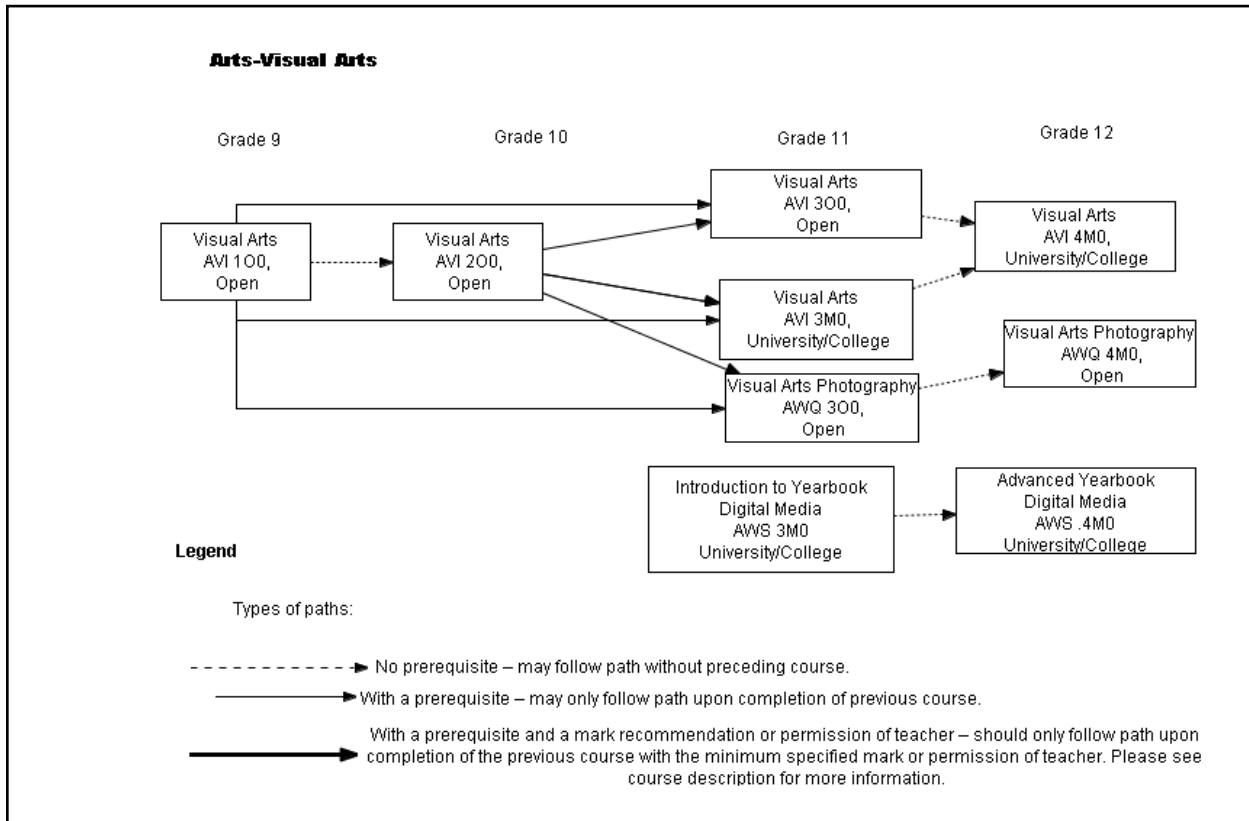 Arts-Visual Arts
Grade 9
Grade 10
Grade 11
Grade 12
Visual Arts
AVI 1O0,
Open
Visual Arts
AVI 2O0,
Open
Visual Arts
AVI 3O0,
Open
Visual Arts
AVI 3M0,
University/College
Visual Arts Photography
AWQ 3O0,
Open
Visual Arts
AVI 4M0,
University/College
Visual Arts Photography
AWQ 4M0,
Open
Introduction to Yearbook
Digital Media
AWS 3M0
University/College
Advanced Yearbook
Digital Media
AWS .4M0
University/College
Legend
Types of paths:
No prerequisite – may follow path without preceding course.
With a prerequisite – may only follow path upon completion of previous course.
With a prerequisite and a mark recommendation or permission of teacher – should only follow path upon
completion of the previous course with the minimum specified mark or permission of teacher. Please see
course description for more information.